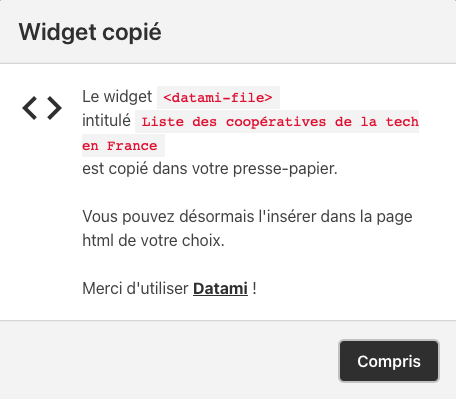 Widget copié
Le widget <datami-file>
intitulé Liste des coopératives de la tech
en France
est copié dans votre presse-papier.
Vous pouvez désormais l'insérer dans la page
html de votre choix.
Merci d'utiliser Datami !
Compris